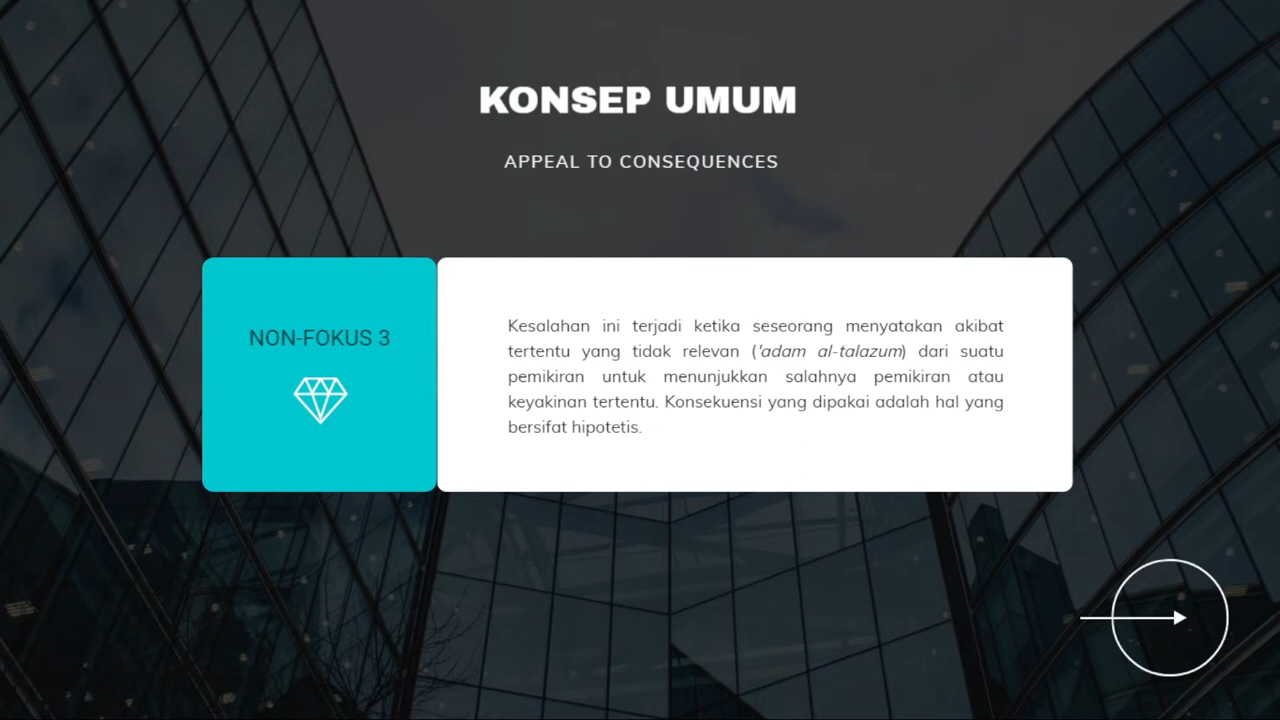 KONSEP UMUM
APPEAL TO CONSEQUENCES
NON-FOKUS 3
Kesalahan ini terjadi ketika seseorang menyatakan akibat
tertentu yang tidak relevan ('adam al-talazum) dari suatu
pemikiran untuk menunjukkan salahnya pemikiran atau
keyakinan tertentu. Konsekuensi yang dipakai adalah hal yang
bersifat hipotetis.